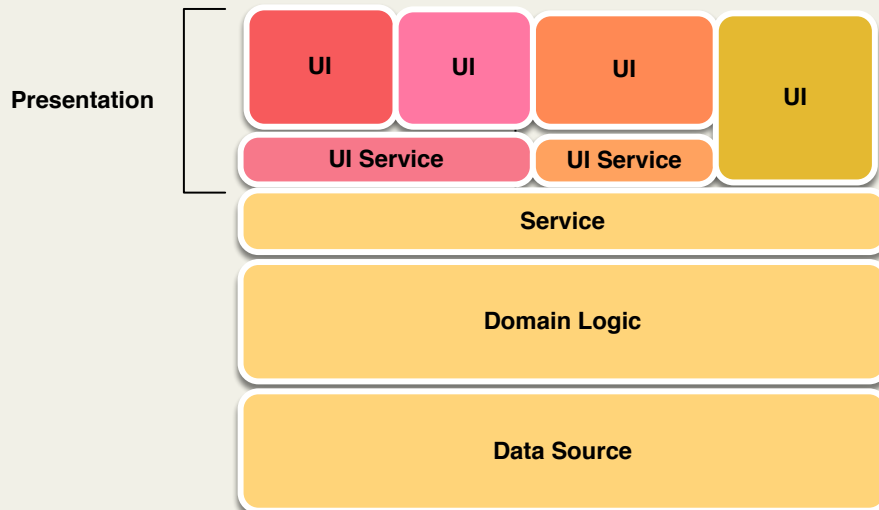 UI
UI
UI
UI
Presentation
UI Service
UI Service
Service
Domain Logic
Data Source